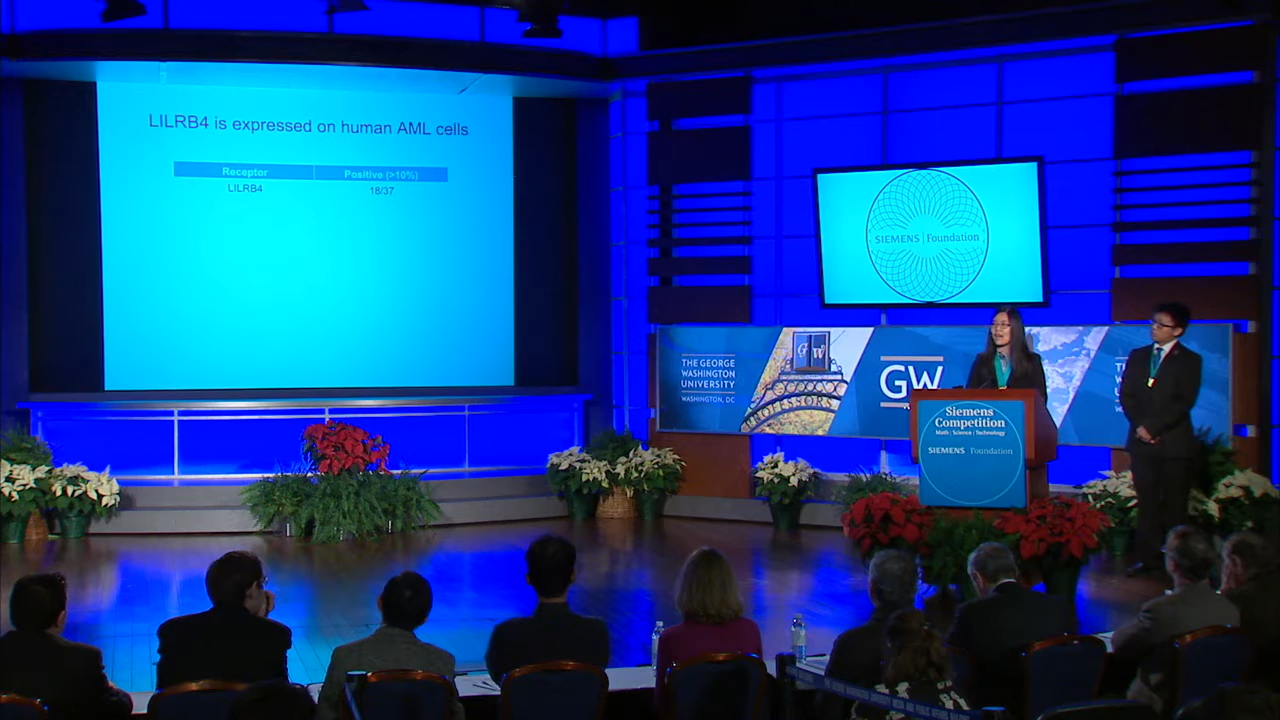 LILRB4 is expressed on human AML cells
Receptor Positive (>10%)
LILRB4 18/37
SIEMENS | Foundation
THE GEORGE
WASHINGTON
UNIVERSITY
WASHINGTON, DC
G W
PROFESSORS
GW
Siemens
Competition
Math | Science | Technology
SIEMENS Foundation